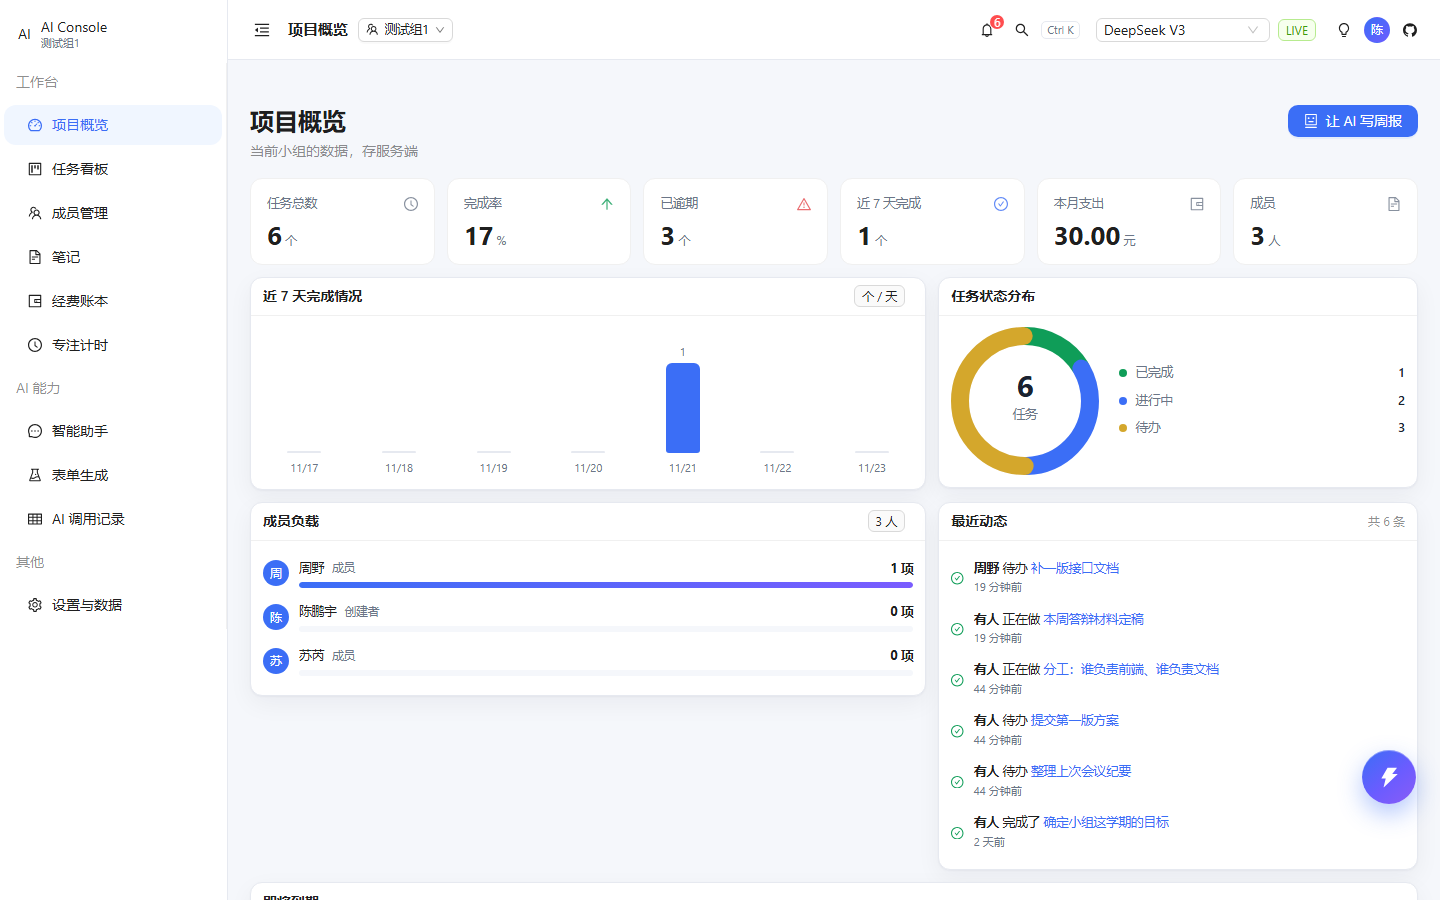 AI
AI Console
测试组1
工作台
项目概览
任务看板
成员管理
笔记
经费账本
专注计时
AI 能力
智能助手
表单生成
AI 调用记录
其他
设置与数据
项目概览
测试组1
6
Ctrl K
DeepSeek V3
LIVE
陈
项目概览
当前小组的数据，存服务端
让 AI 写周报
任务总数
6 个
完成率
17 %
已逾期
3 个
近 7 天完成
1 个
本月支出
30.00 元
成员
3 人
近 7 天完成情况
个 / 天
1
11/17 11/18 11/19 11/20 11/21 11/22 11/23
任务状态分布
6
任务
已完成 1
进行中 2
待办 3
成员负载
3 人
周
周野 成员 1 项
陈
陈鹏宇 创建者 0 项
苏
苏芮 成员 0 项
最近动态
共 6 条
周野 待办 补一版接口文档
19 分钟前
有人 正在做 本周答辩材料定稿
19 分钟前
有人 正在做 分工：谁负责前端、谁负责文档
44 分钟前
有人 待办 提交第一版方案
44 分钟前
有人 待办 整理上次会议纪要
44 分钟前
有人 完成了 确定小组这学期的目标
2 天前